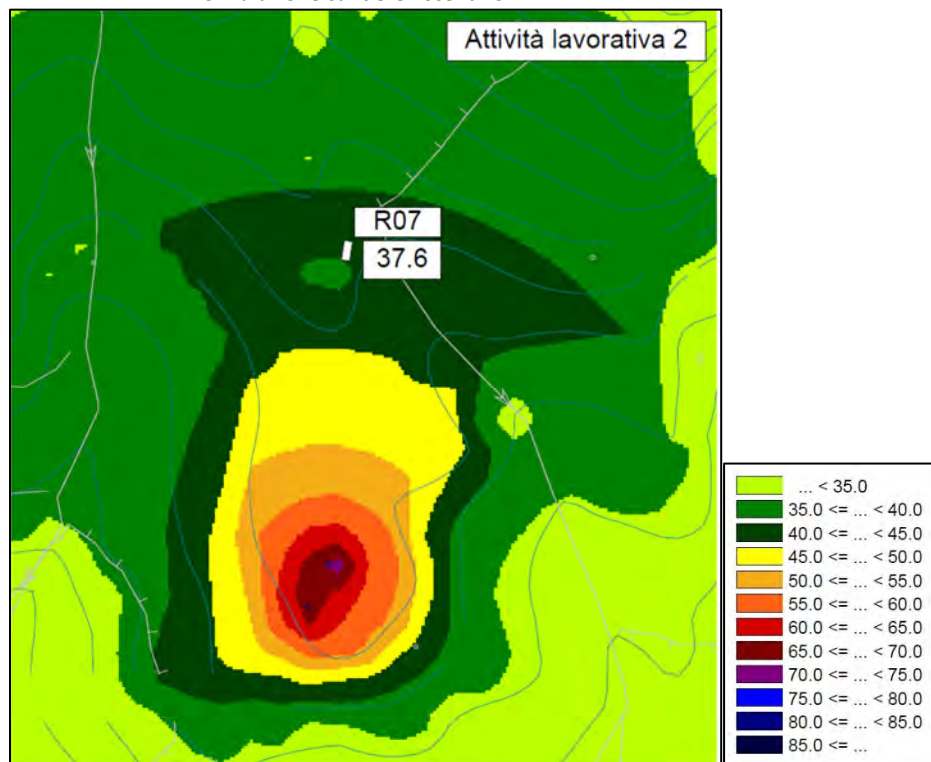 Attività lavorativa 2
R07
37.6
... < 35.0
35.0 <= ... < 40.0
40.0 <= ... < 45.0
45.0 <= ... < 50.0
50.0 <= ... < 55.0
55.0 <= ... < 60.0
60.0 <= ... < 65.0
65.0 <= ... < 70.0
70.0 <= ... < 75.0
75.0 <= ... < 80.0
80.0 <= ... < 85.0
85.0 <= ...